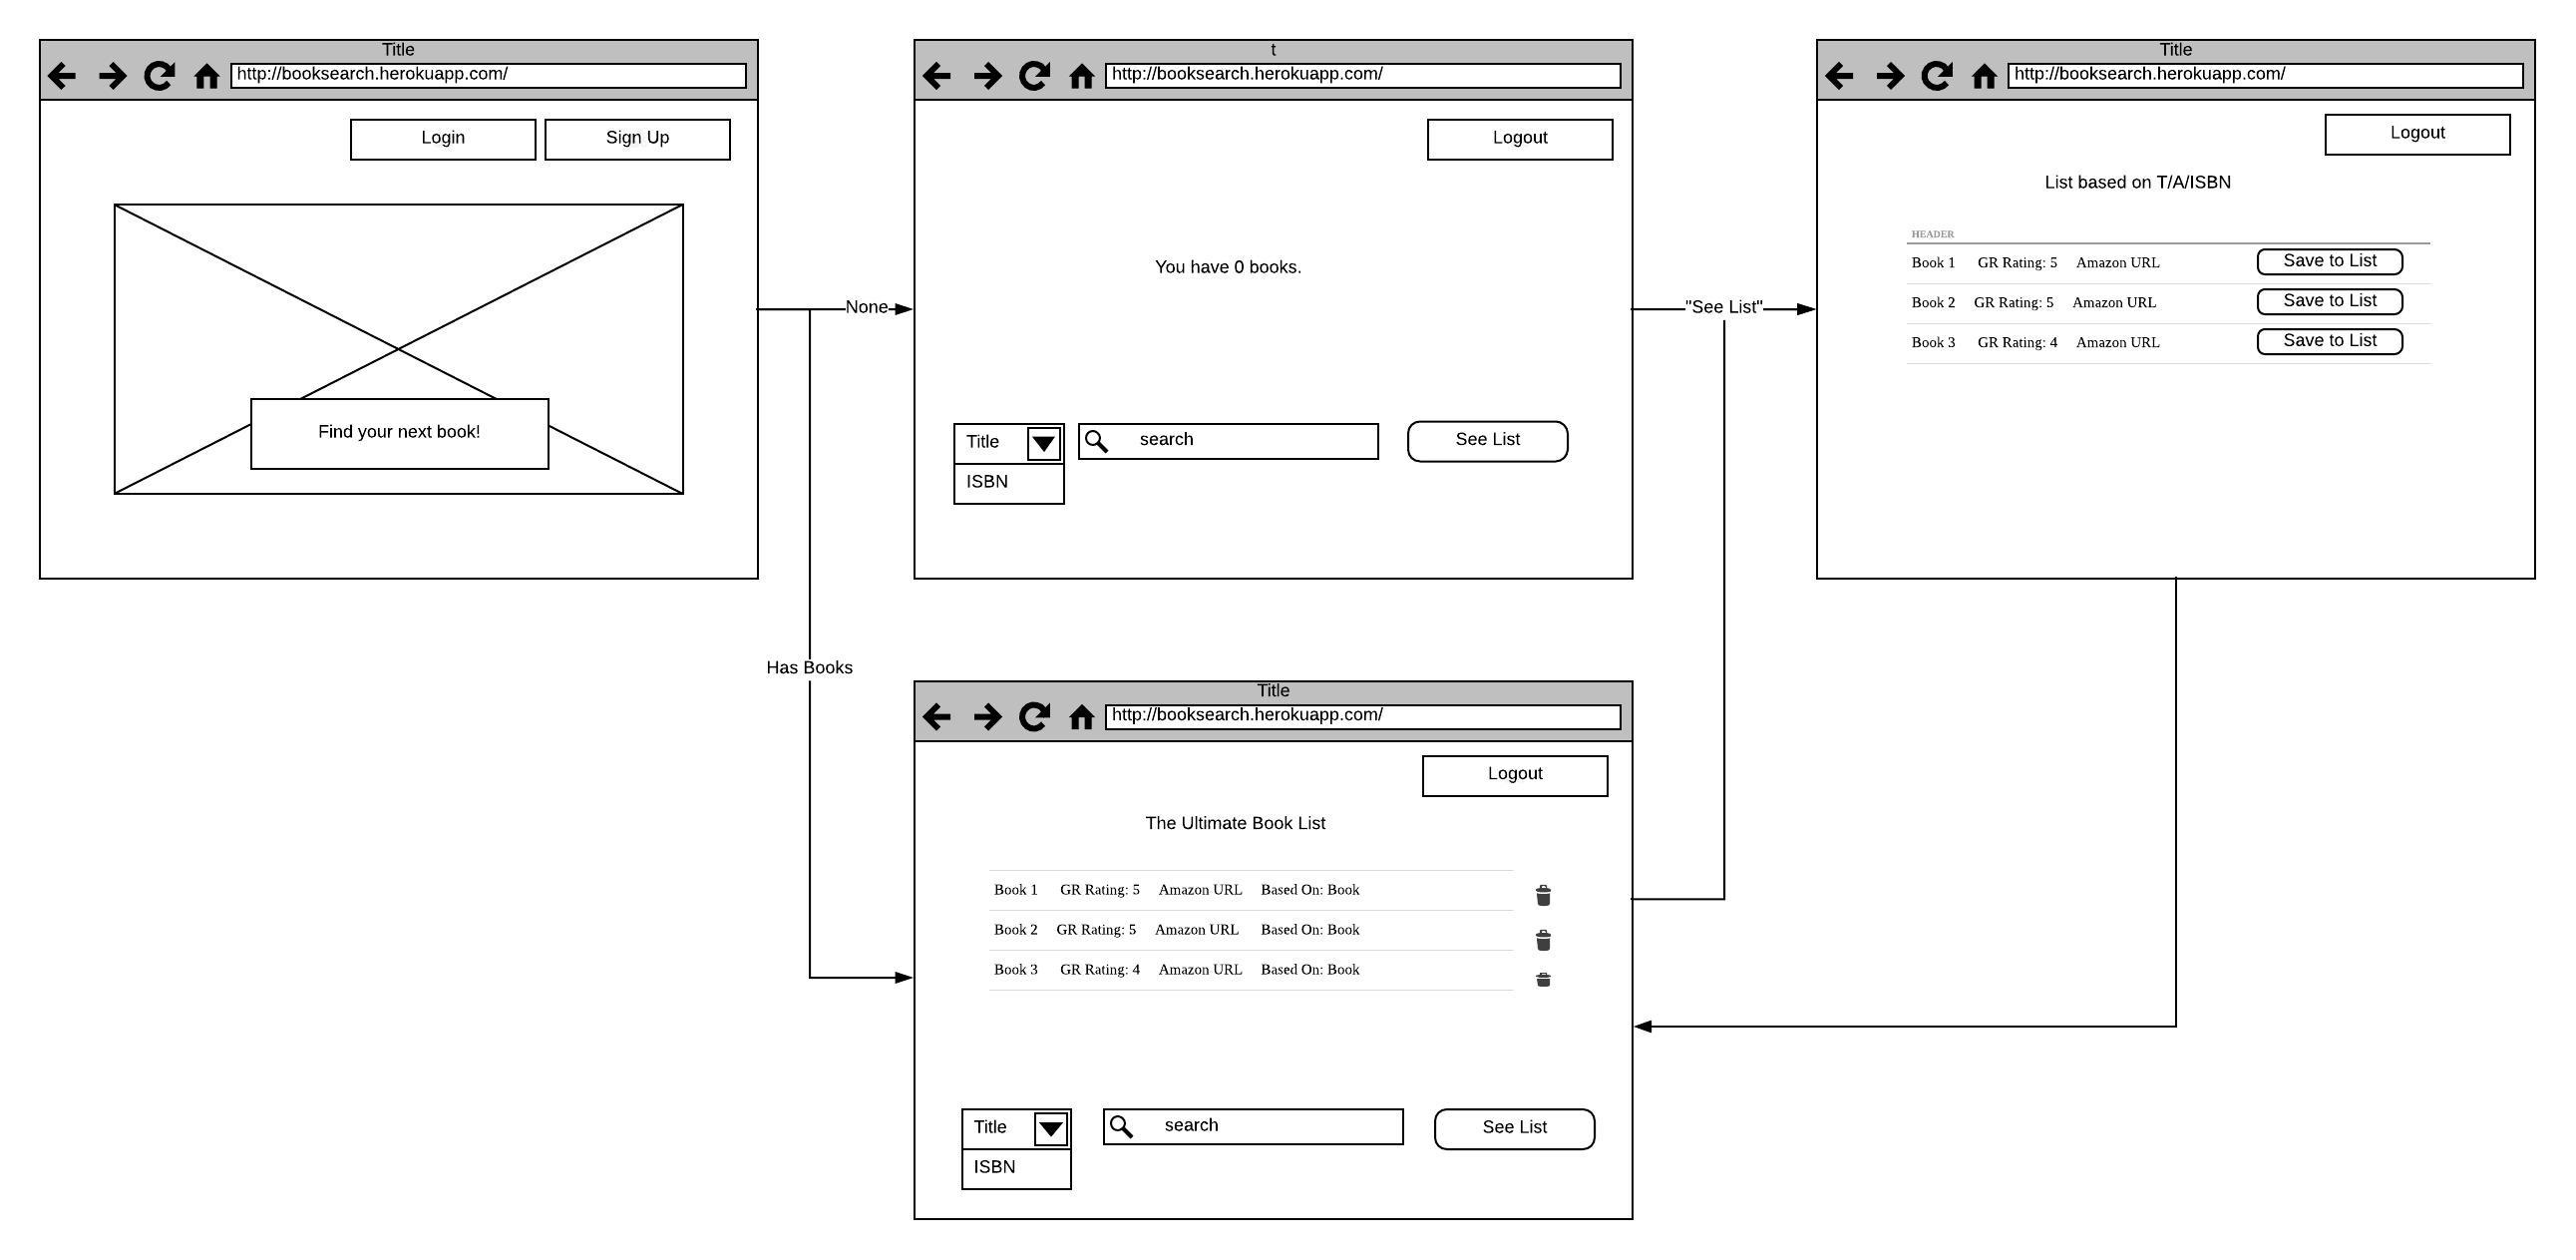 Title
http://booksearch.herokuapp.com/
Login Sign Up
Find your next book!
None
Has Books
t
http://booksearch.herokuapp.com/
Logout
You have 0 books.
Title search See List
ISBN
"See List"
Title
http://booksearch.herokuapp.com/
Logout
List based on T/A/ISBN
HEADER
Book 1 GR Rating: 5 Amazon URL Save to List
Book 2 GR Rating: 5 Amazon URL Save to List
Book 3 GR Rating: 4 Amazon URL Save to List
Title
http://booksearch.herokuapp.com/
Logout
The Ultimate Book List
Book 1 GR Rating: 5 Amazon URL Based On: Book
Book 2 GR Rating: 5 Amazon URL Based On: Book
Book 3 GR Rating: 4 Amazon URL Based On: Book
Title search See List
ISBN